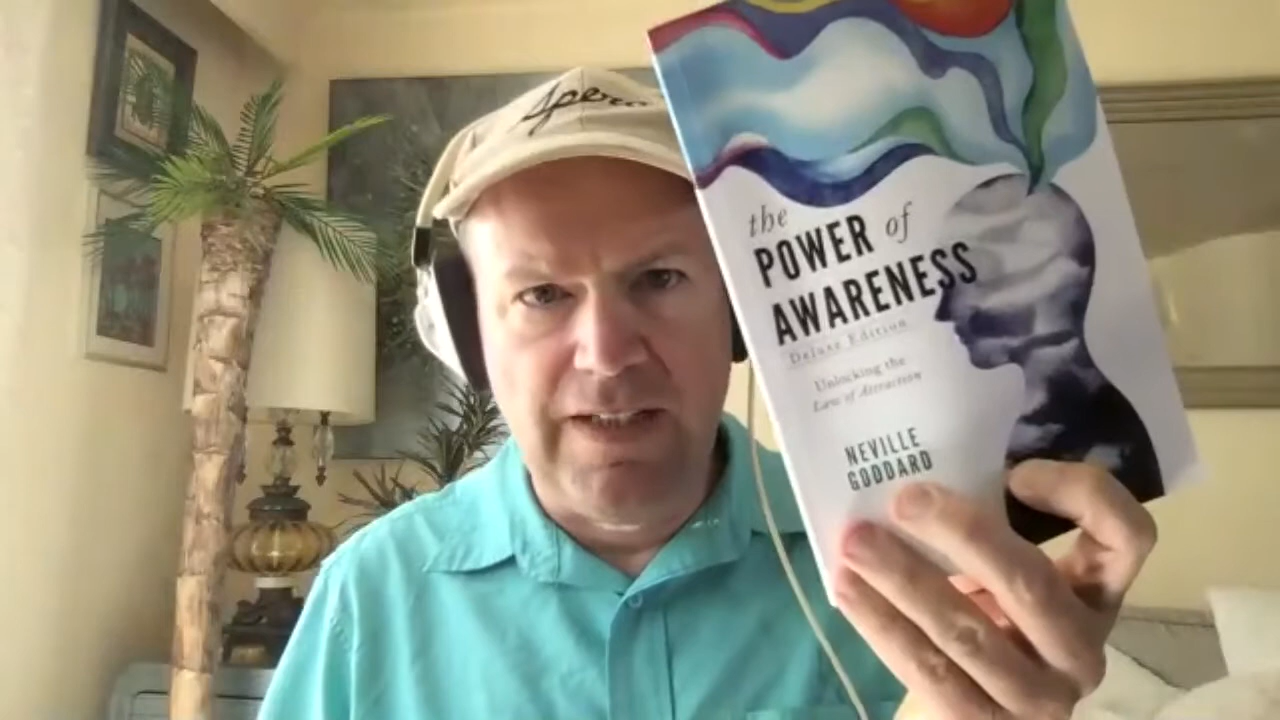 the
POWER of
AWARENESS
Deluxe Edition
Unlocking the
Law of Attraction
NEVILLE
GODDARD